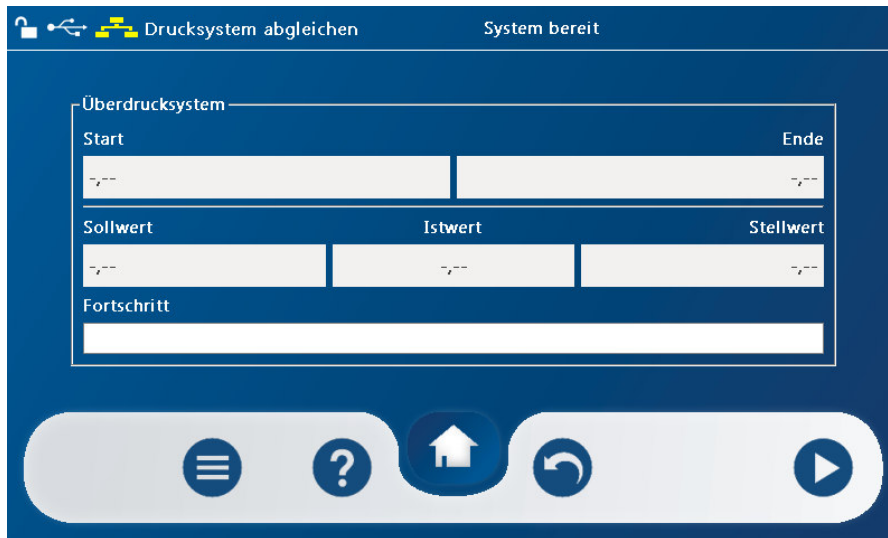 Drucksystem abgleichen System bereit
Überdrucksystem
Start Ende
-,-- -,--
Sollwert Istwert Stellwert
-,-- -,-- -,--
Fortschritt
?